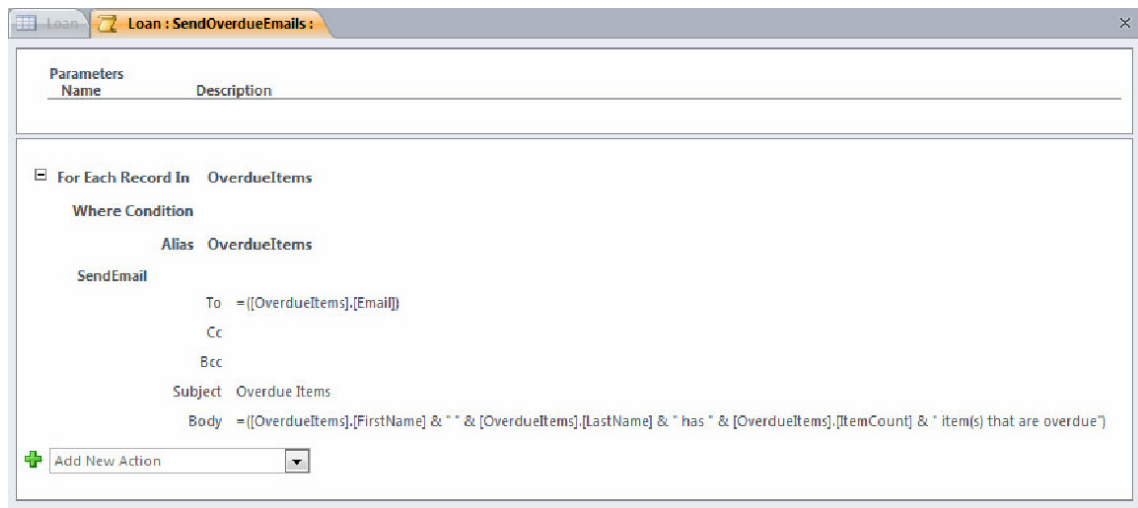 Loan Loan : SendOverdueEmails :
Parameters
Name Description
For Each Record In OverdueItems
Where Condition
Alias OverdueItems
SendEmail
To =([OverdueItems].[Email])
Cc
Bcc
Subject Overdue Items
Body =([OverdueItems].[FirstName] & " " & [OverdueItems].[LastName] & " has " & [OverdueItems].[ItemCount] & " item(s) that are overdue")
Add New Action